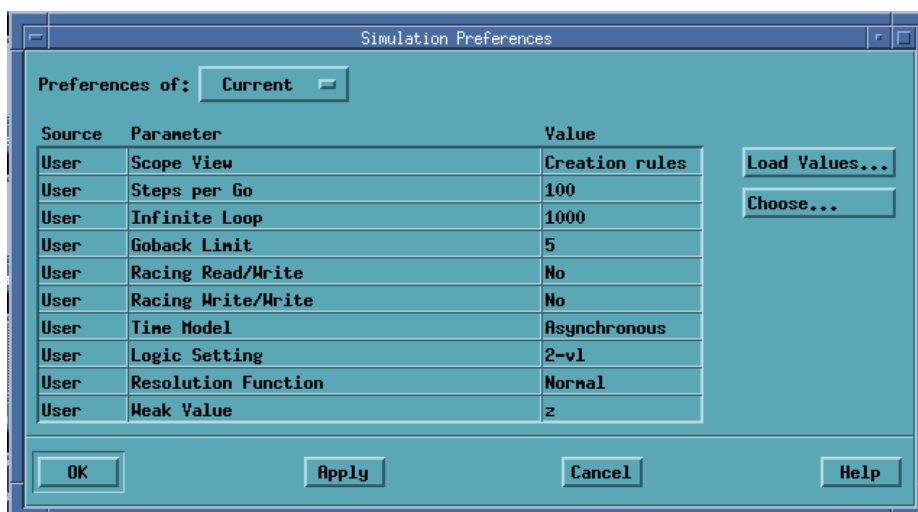 Simulation Preferences
Preferences of: Current
Source Parameter Value
User Scope View Creation rules
Load Values...
User Steps per Go 100
Choose...
User Infinite Loop 1000
User Goback Limit 5
User Racing Read/Write No
User Racing Write/Write No
User Time Model Asynchronous
User Logic Setting 2-vl
User Resolution Function Normal
User Weak Value z
OK Apply Cancel Help